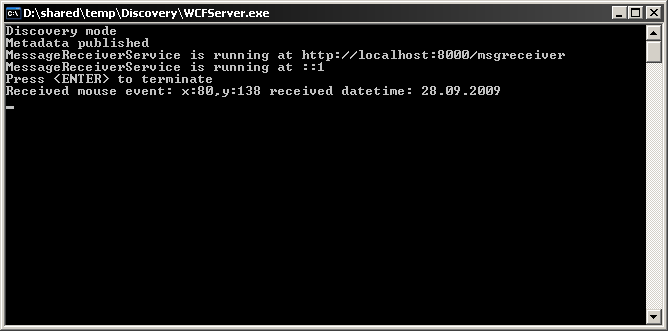 D:\shared\temp\Discovery\WCFServer.exe
Discovery mode
Metadata published
MessageReceiverService is running at http://localhost:8000/msgreceiver
MessageReceiverService is running at ::1
Press <ENTER> to terminate
Received mouse event: x:80,y:138 received datetime: 28.09.2009